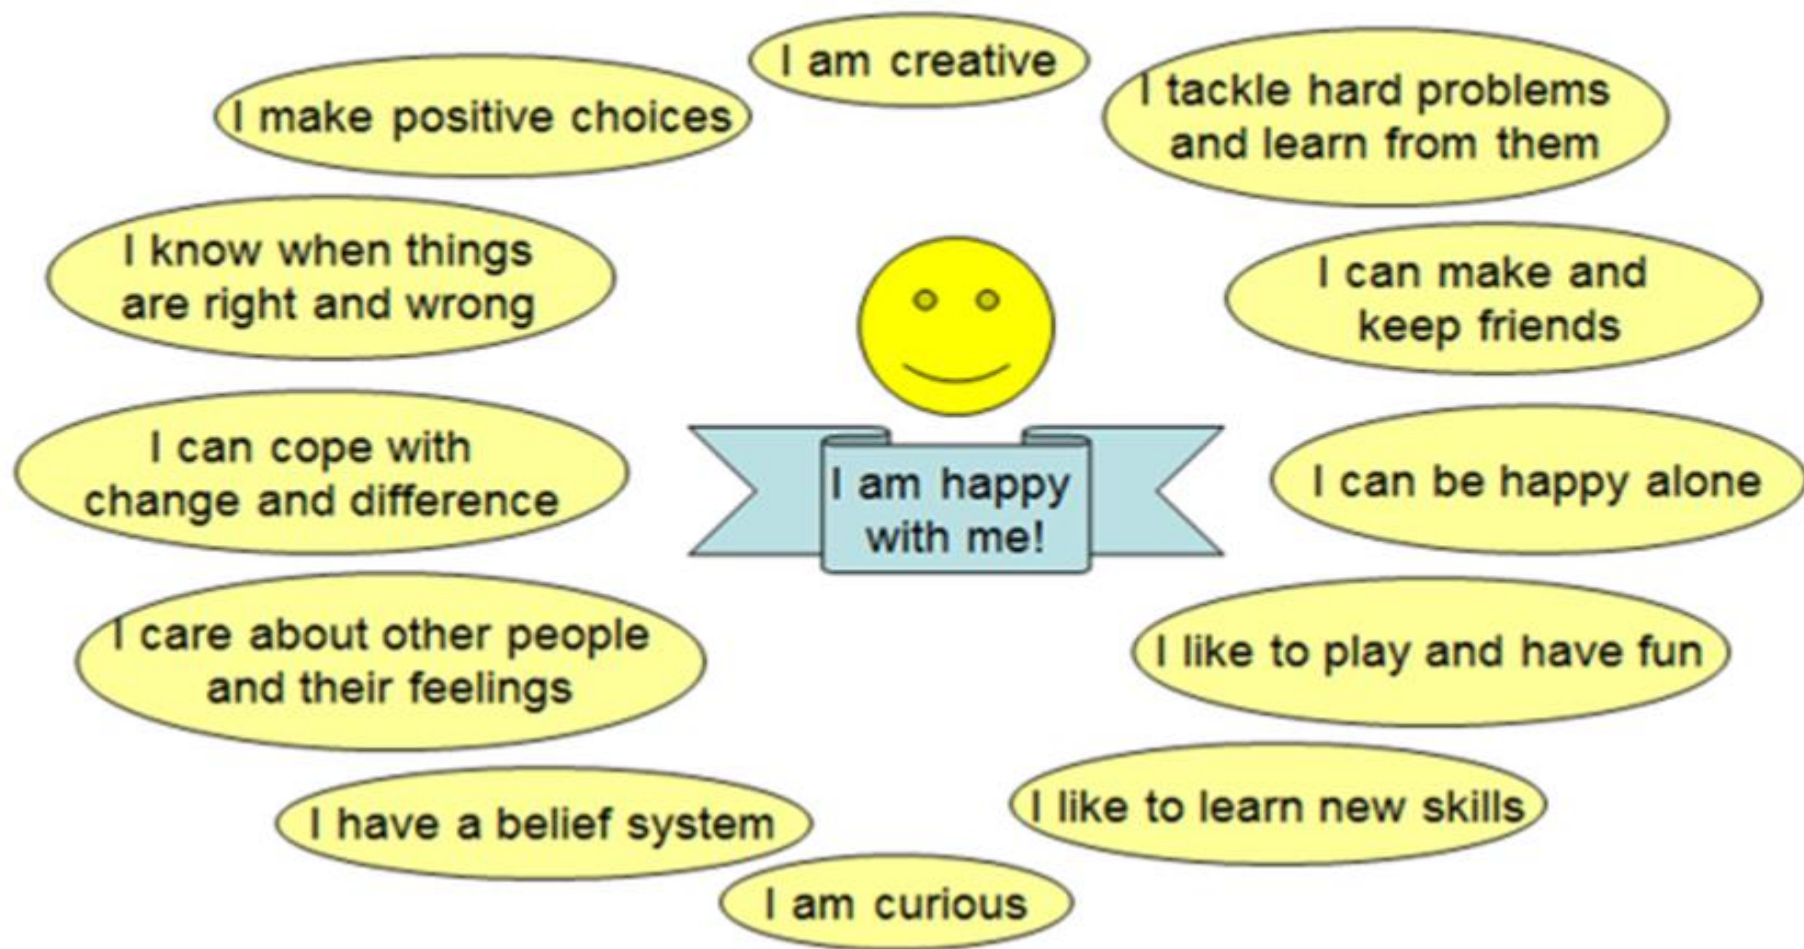 I am creative
I make positive choices
I tackle hard problems
and learn from them
I know when things
are right and wrong
I can make and
keep friends
I can cope with
change and difference
I am happy
with me!
I can be happy alone
I care about other people
and their feelings
I like to play and have fun
I have a belief system
I like to learn new skills
I am curious